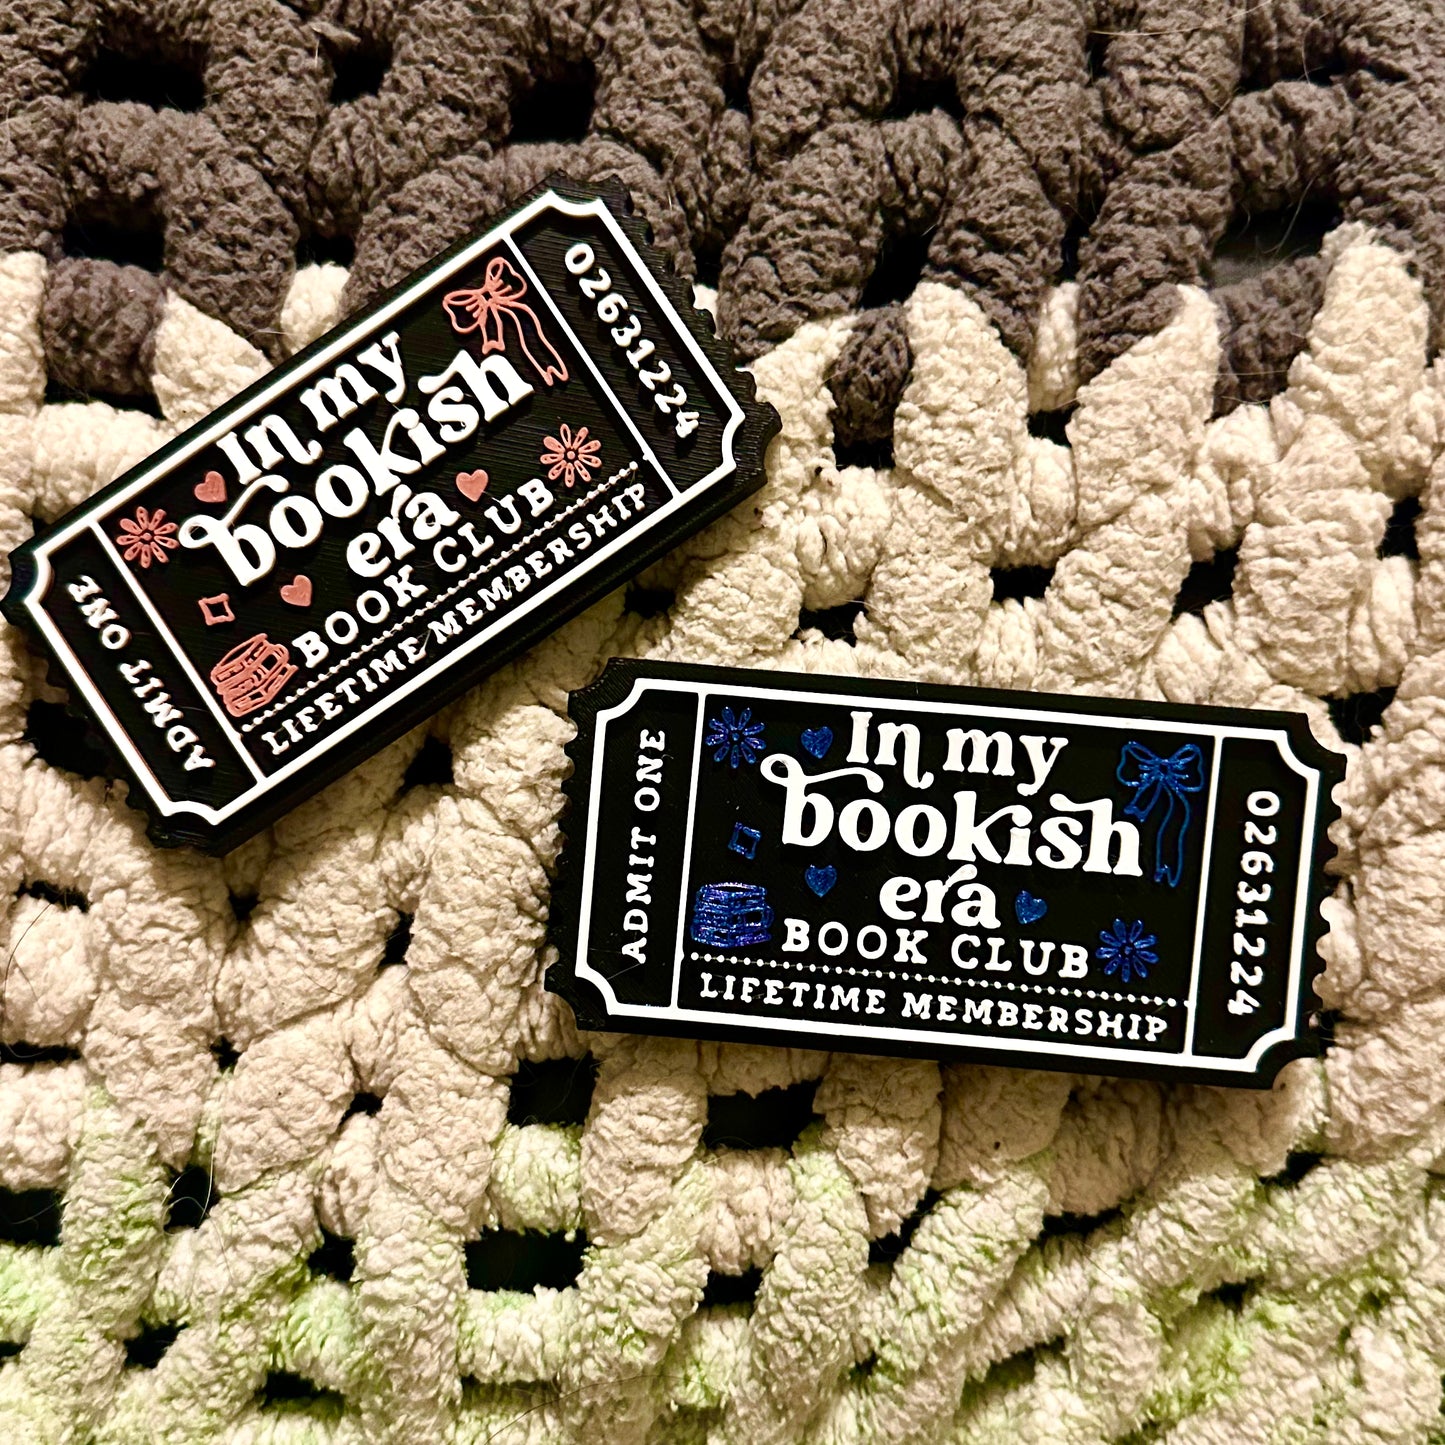 ADMIT ONE
In my
bookish
era
BOOK CLUB
LIFETIME MEMBERSHIP
02631224
ADMIT ONE
In my
bookish
era
BOOK CLUB
LIFETIME MEMBERSHIP
02631224